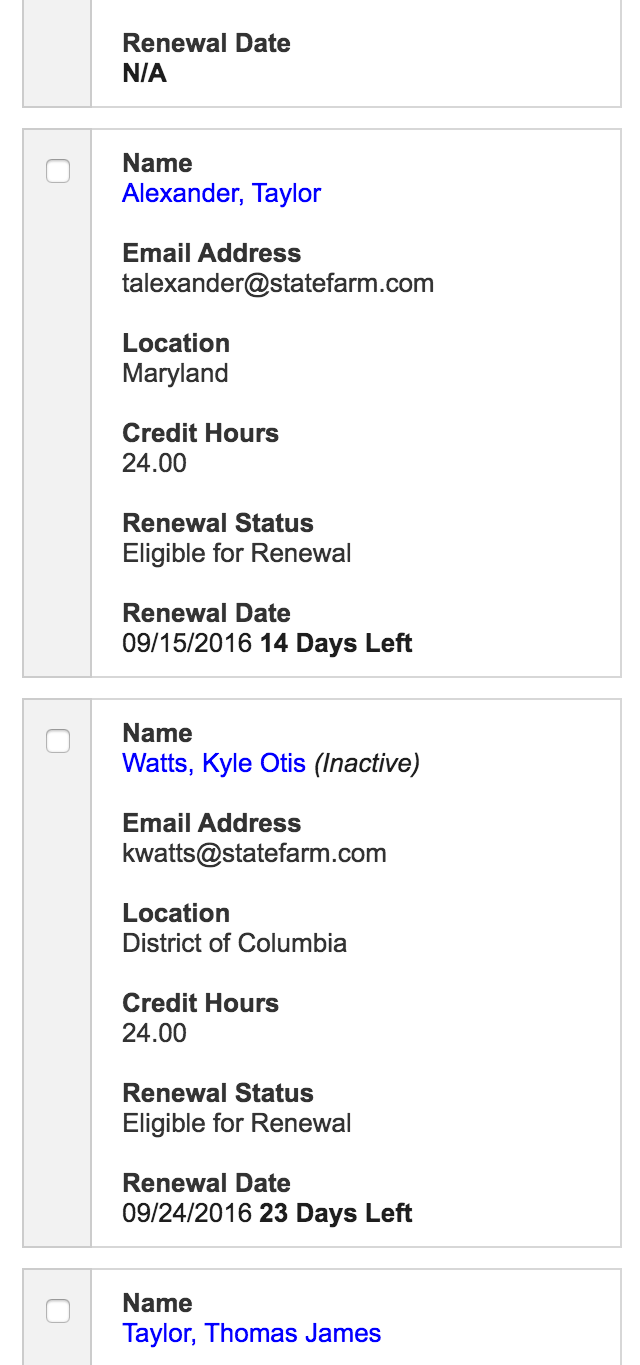 Renewal Date
N/A
Name
Alexander, Taylor
Email Address
talexander@statefarm.com
Location
Maryland
Credit Hours
24.00
Renewal Status
Eligible for Renewal
Renewal Date
09/15/2016 14 Days Left
Name
Watts, Kyle Otis (Inactive)
Email Address
kwatts@statefarm.com
Location
District of Columbia
Credit Hours
24.00
Renewal Status
Eligible for Renewal
Renewal Date
09/24/2016 23 Days Left
Name
Taylor, Thomas James